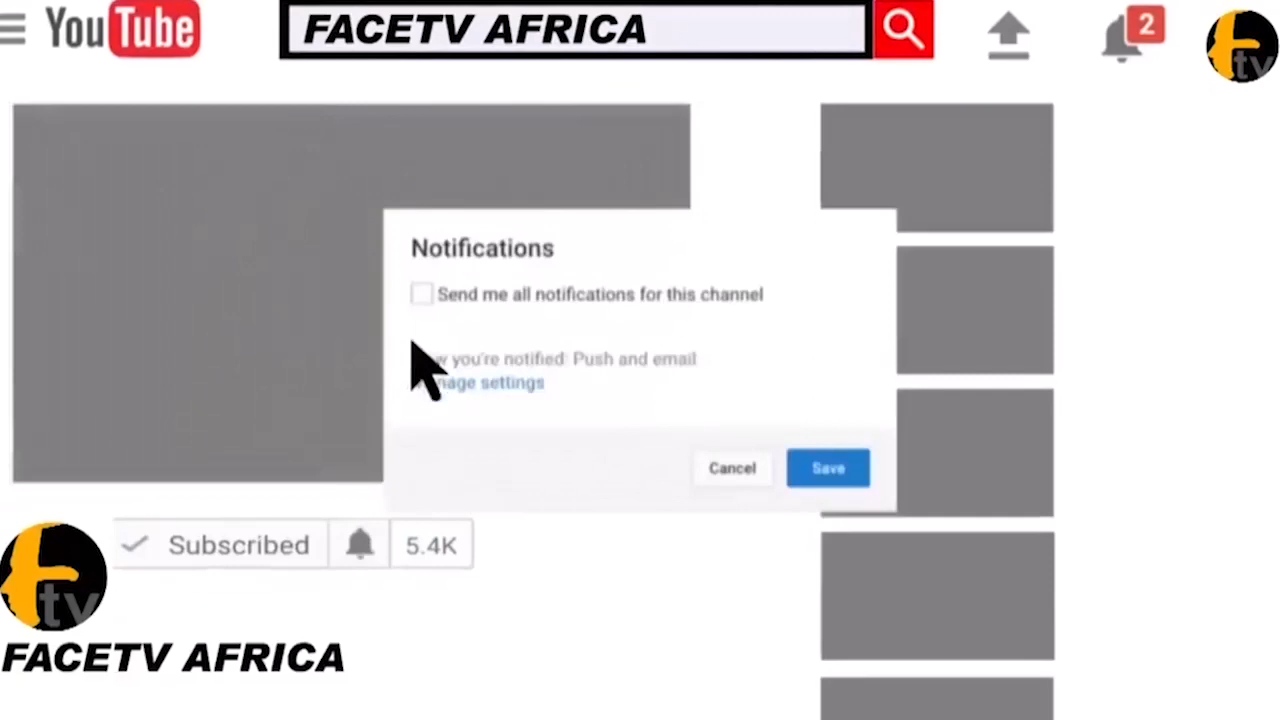 YouTube
FACETV AFRICA
2
tv
Notifications
Send me all notifications for this channel
you're notified: Push and email
settings
Cancel
Save
Subscribed
5.4K
tv
FACETV AFRICA